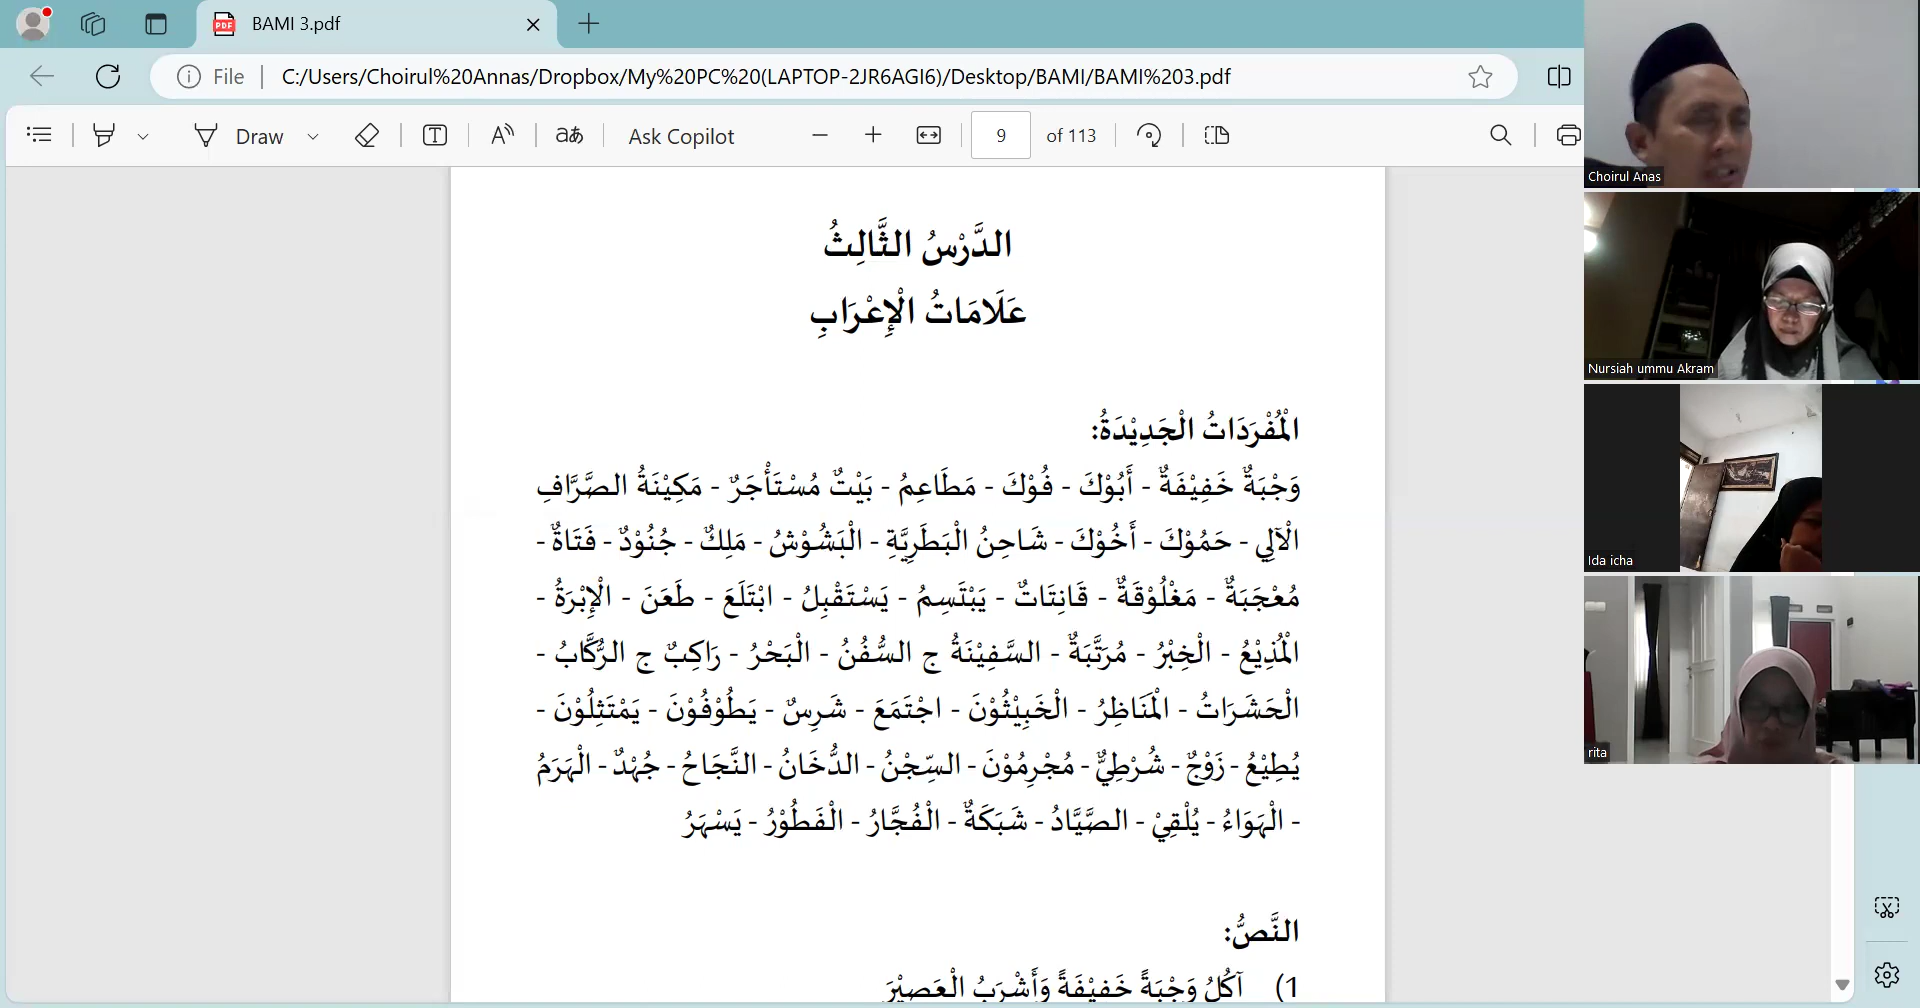 BAMI 3.pdf
File
C:/Users/Choirul%20Annas/Dropbox/My%20PC%20(LAPTOP-2JR6AGI6)/Desktop/BAMI/BAMI%203.pdf
Draw
Ask Copilot
9 of 113
الدَّرْسُ الثَّالِثُ
عَلَامَاتُ الْإِعْرَابِ
الْمُفْرَدَاتُ الْجَدِيْدَةُ:
وَجْبَةٌ خَفِيْفَةٌ - أَبُوْكَ - فُوْكَ - مَطَاعِمُ - بَيْتٌ مُسْتَأْجَرٌ - مَكِيْنَةُ الصَّرَّافِ
الْآلِي - حَمُوْكَ - أَخُوْكَ - شَاحِنُ الْبَطَرِيَّةِ - الْبَشُوْشُ - مَلِكٌ - جُنُوْدٌ - فَتَاةٌ -
مُعْجَبَةٌ - مَغْلُوْقَةٌ - قَانِتَاتٌ - يَبْتَسِمُ - يَسْتَقْبِلُ - ابْتَلَعَ - طَعَنَ - الْإِبْرَةُ -
الْمُذِيْعُ - الْخِبْرُ - مُرَتَّبَةٌ - السَّفِيْنَةُ ج السُّفُنُ - الْبَحْرُ - رَاكِبٌ ج الرُّكَّابُ -
الْحَشَرَاتُ - الْمَنَاظِرُ - الْخَبِيْثُوْنَ - اجْتَمَعَ - شَرِسٌ - يَطُوْفُوْنَ - يَمْتَثِلُوْنَ -
يُطِيْعُ - زَوْجٌ - شُرْطِيٌّ - مُجْرِمُوْنَ - السِّجْنُ - الدُّخَانُ - النَّجَاحُ - جُهْدٌ - الْهَرَمُ
- الْهَوَاءُ - يُلْقِيْ - الصَّيَّادُ - شَبَكَةٌ - الْفُجَّارُ - الْفَطُوْرُ - يَسْهَرُ
النَّصُّ:
1) آكُلُ وَجْبَةً خَفِيْفَةً وَأَشْرَبُ الْعَصِيْرَ
Choirul Anas
Nursiah ummu Akram
Ida icha
rita